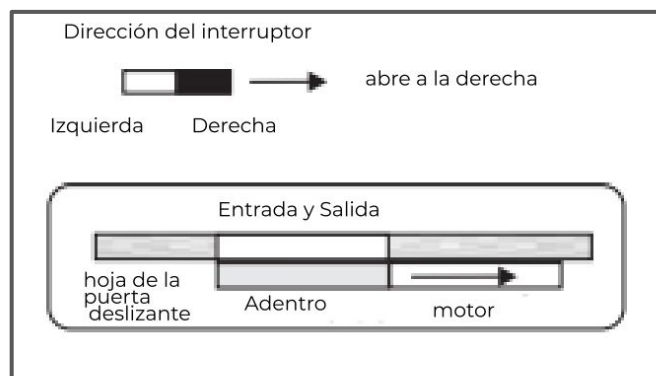 Dirección del interruptor
abre a la derecha
Izquierda Derecha
Entrada y Salida
hoja de la
puerta
deslizante
Adentro
motor